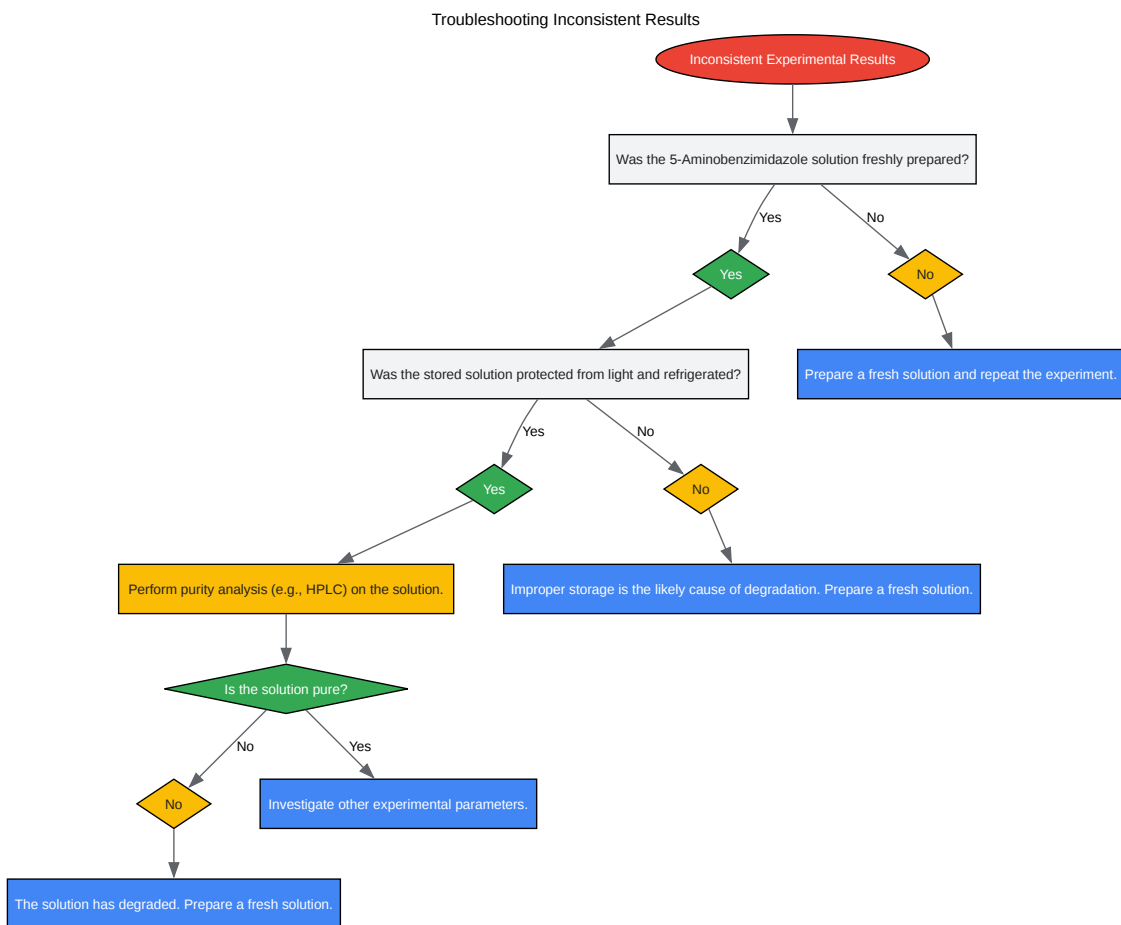 Troubleshooting Inconsistent Results
Inconsistent Experimental Results
Was the 5-Aminobenzimidazole solution freshly prepared?
Yes
No
Yes
No
Was the stored solution protected from light and refrigerated?
Prepare a fresh solution and repeat the experiment.
Yes
No
Yes
No
Perform purity analysis (e.g., HPLC) on the solution.
Improper storage is the likely cause of degradation. Prepare a fresh solution.
Is the solution pure?
No
Yes
No
Investigate other experimental parameters.
The solution has degraded. Prepare a fresh solution.